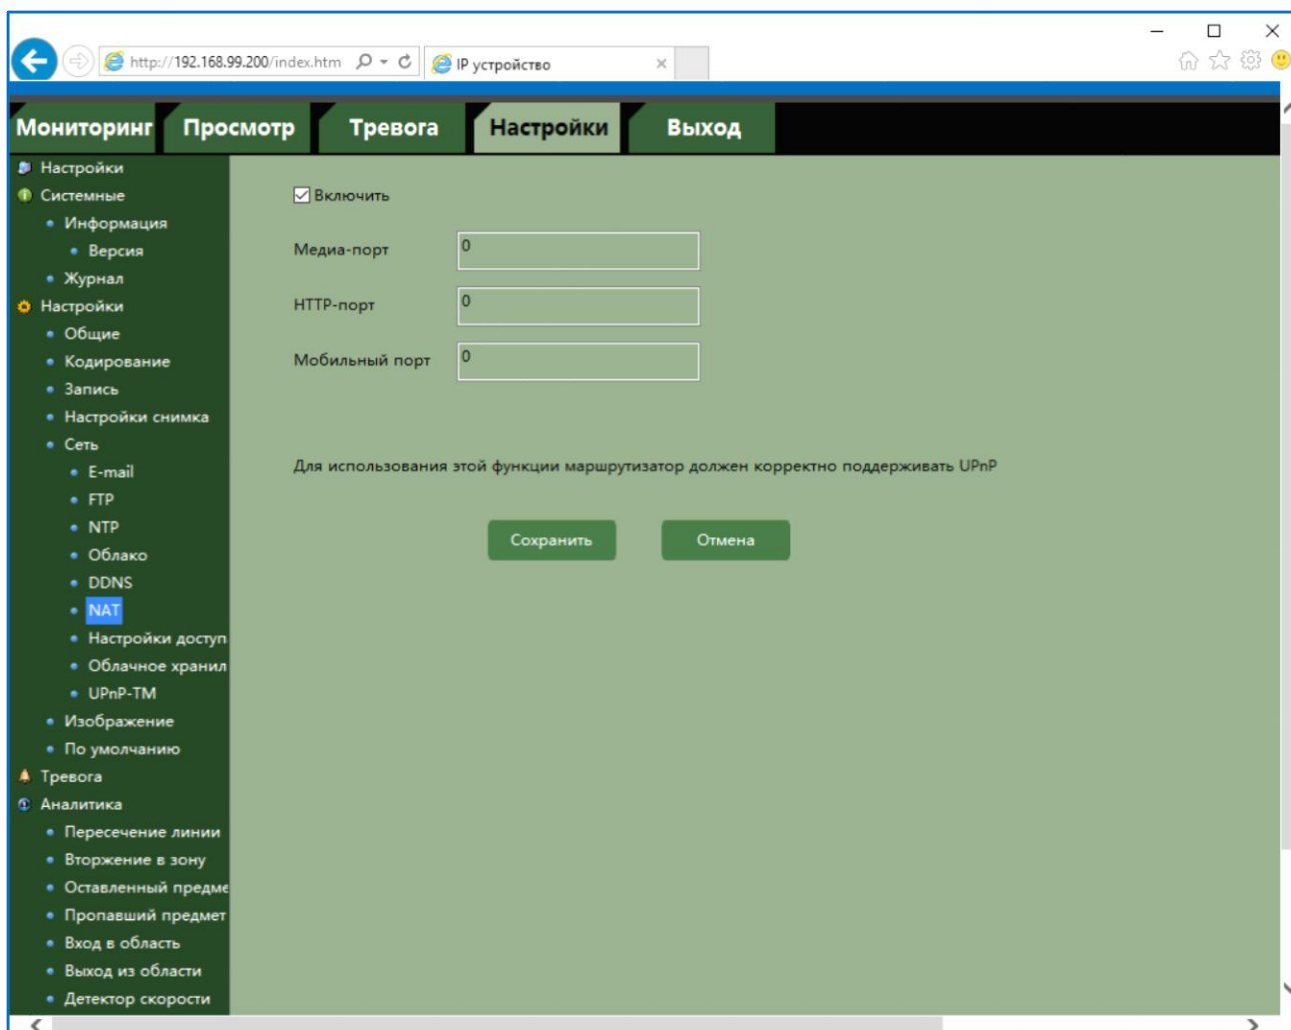 http://192.168.99.200/index.htm
IP устройство
Мониторинг Просмотр Тревога Настройки Выход
Настройки
Системные
Информация
Версия
Журнал
Настройки
Общие
Кодирование
Запись
Настройки снимка
Сеть
E-mail
FTP
NTP
Облако
DDNS
NAT
Настройки доступ
Облачное хранил
UPnP-TM
Изображение
По умолчанию
Тревога
Аналитика
Пересечение линии
Вторжение в зону
Оставленный предме
Пропавший предмет
Вход в область
Выход из области
Детектор скорости
Включить
Медиа-порт 0
HTTP-порт 0
Мобильный порт 0
Для использования этой функции маршрутизатор должен корректно поддерживать UPnP
Сохранить Отмена